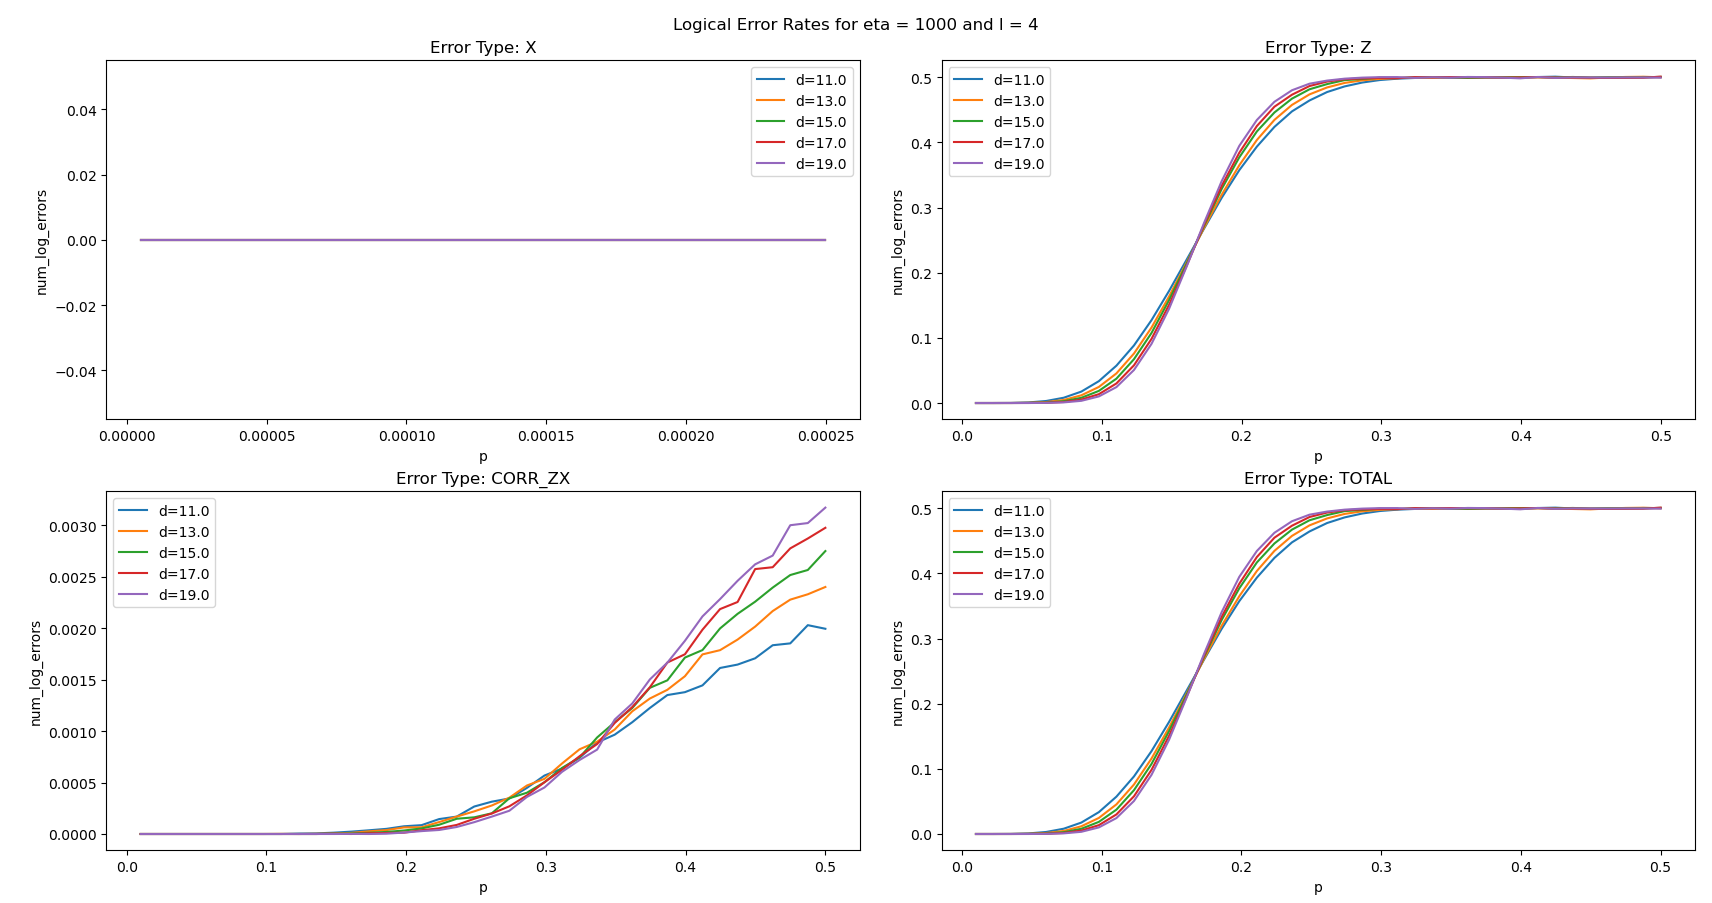 Logical Error Rates for eta = 1000 and l = 4
Error Type: X
num_log_errors
0.04
0.02
0.00
−0.02
−0.04
d=11.0
d=13.0
d=15.0
d=17.0
d=19.0
0.00000 0.00005 0.00010 0.00015 0.00020 0.00025
p
Error Type: Z
num_log_errors
0.5
0.4
0.3
0.2
0.1
0.0
d=11.0
d=13.0
d=15.0
d=17.0
d=19.0
0.0 0.1 0.2 0.3 0.4 0.5
p
Error Type: CORR_ZX
num_log_errors
0.0030
0.0025
0.0020
0.0015
0.0010
0.0005
0.0000
d=11.0
d=13.0
d=15.0
d=17.0
d=19.0
0.0 0.1 0.2 0.3 0.4 0.5
p
Error Type: TOTAL
num_log_errors
0.5
0.4
0.3
0.2
0.1
0.0
d=11.0
d=13.0
d=15.0
d=17.0
d=19.0
0.0 0.1 0.2 0.3 0.4 0.5
p